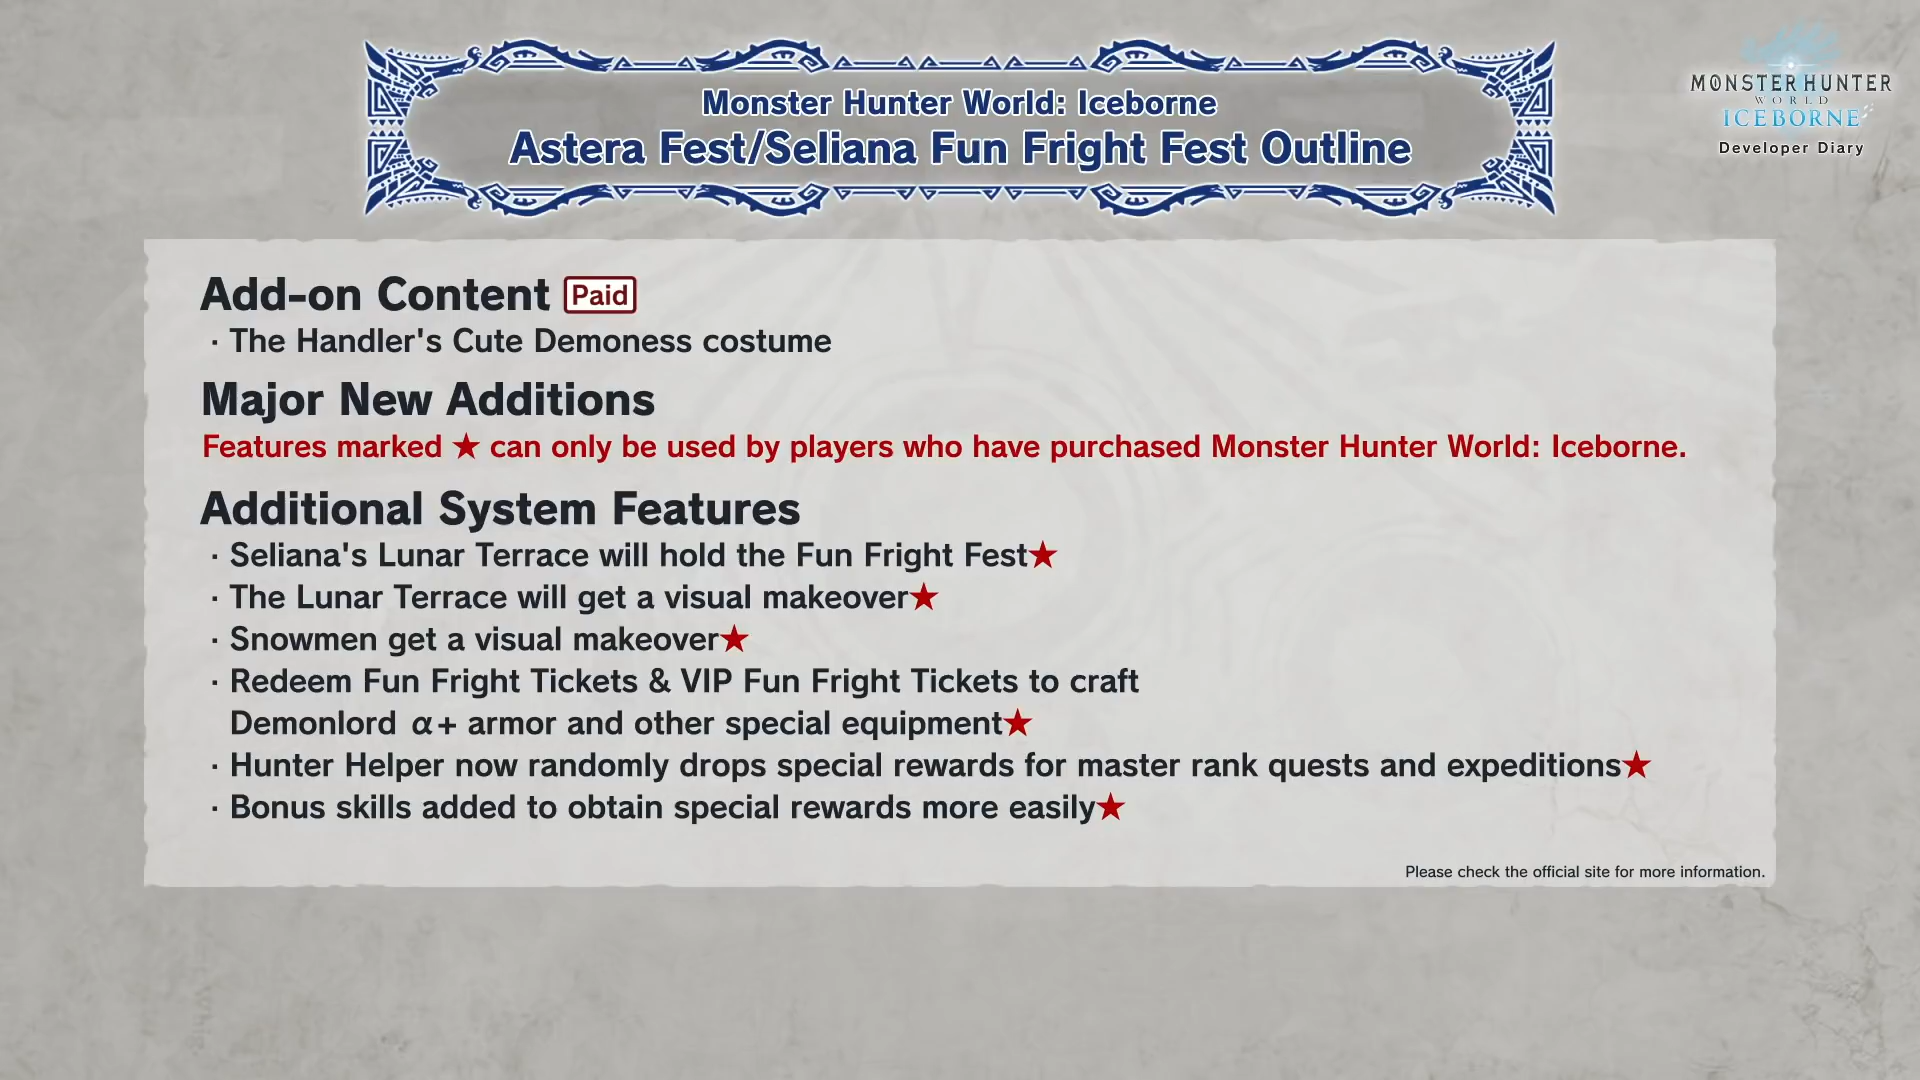 Monster Hunter World: Iceborne
Astera Fest/Seliana Fun Fright Fest Outline
MONSTER HUNTER
WORLD
ICEBORNE
Developer Diary
Add-on Content Paid
· The Handler's Cute Demoness costume
Major New Additions
Features marked ★ can only be used by players who have purchased Monster Hunter World: Iceborne.
Additional System Features
· Seliana's Lunar Terrace will hold the Fun Fright Fest★
· The Lunar Terrace will get a visual makeover★
· Snowmen get a visual makeover★
· Redeem Fun Fright Tickets & VIP Fun Fright Tickets to craft
Demonlord α+ armor and other special equipment★
· Hunter Helper now randomly drops special rewards for master rank quests and expeditions★
· Bonus skills added to obtain special rewards more easily★
Please check the official site for more information.